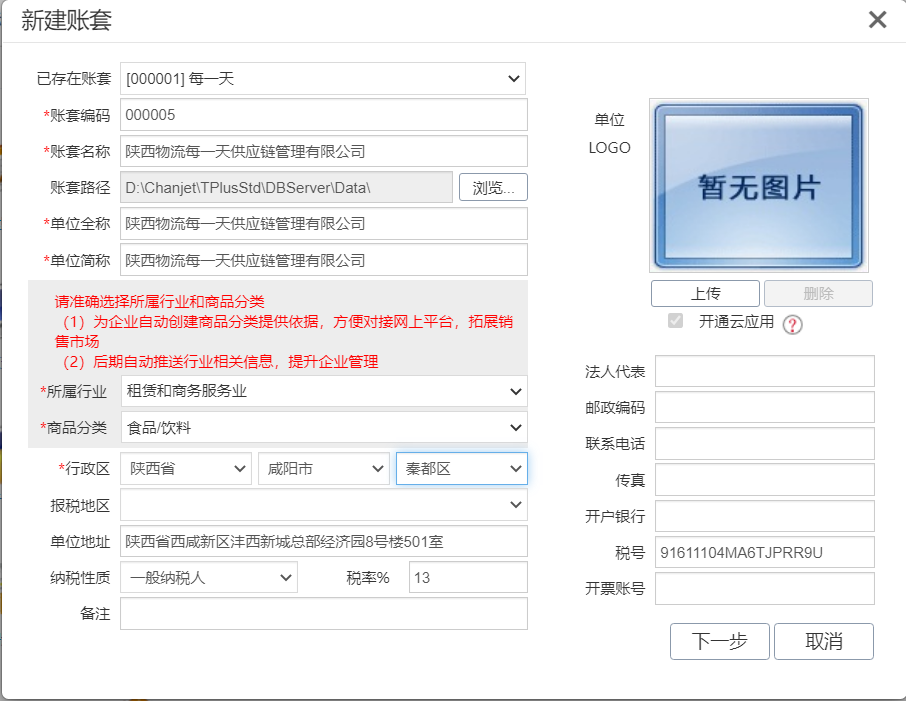 新建账套
已存在账套 [000001] 每一天
*账套编码 000005
*账套名称 陕西物流每一天供应链管理有限公司
账套路径 D:\Chanjet\TPlusStd\DBServer\Data\ 浏览...
*单位全称 陕西物流每一天供应链管理有限公司
*单位简称 陕西物流每一天供应链管理有限公司
请准确选择所属行业和商品分类
（1）为企业自动创建商品分类提供依据，方便对接网上平台，拓展销
售市场
（2）后期自动推送行业相关信息，提升企业管理
*所属行业 租赁和商务服务业
*商品分类 食品/饮料
*行政区 陕西省 咸阳市 秦都区
报税地区
单位地址 陕西省西咸新区沣西新城总部经济园8号楼501室
纳税性质 一般纳税人 税率% 13
备注
单位
LOGO
暂无图片
上传 删除
开通云应用 ?
法人代表
邮政编码
联系电话
传真
开户银行
税号 91611104MA6TJPRR9U
开票账号
下一步 取消